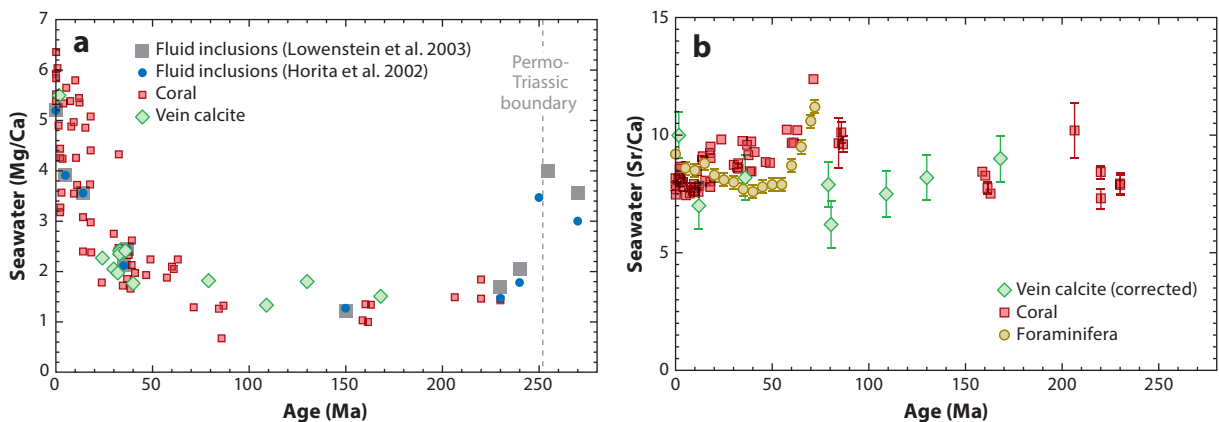 7
6
5
4
3
2
1
0
Seawater (Mg/Ca)
a
Fluid inclusions (Lowenstein et al. 2003)
Fluid inclusions (Horita et al. 2002)
Coral
Vein calcite
Permo-
Triassic
boundary
0
50
100
150
200
250
Age (Ma)
15
10
5
0
Seawater (Sr/Ca)
b
Vein calcite (corrected)
Coral
Foraminifera
0
50
100
150
200
250
Age (Ma)